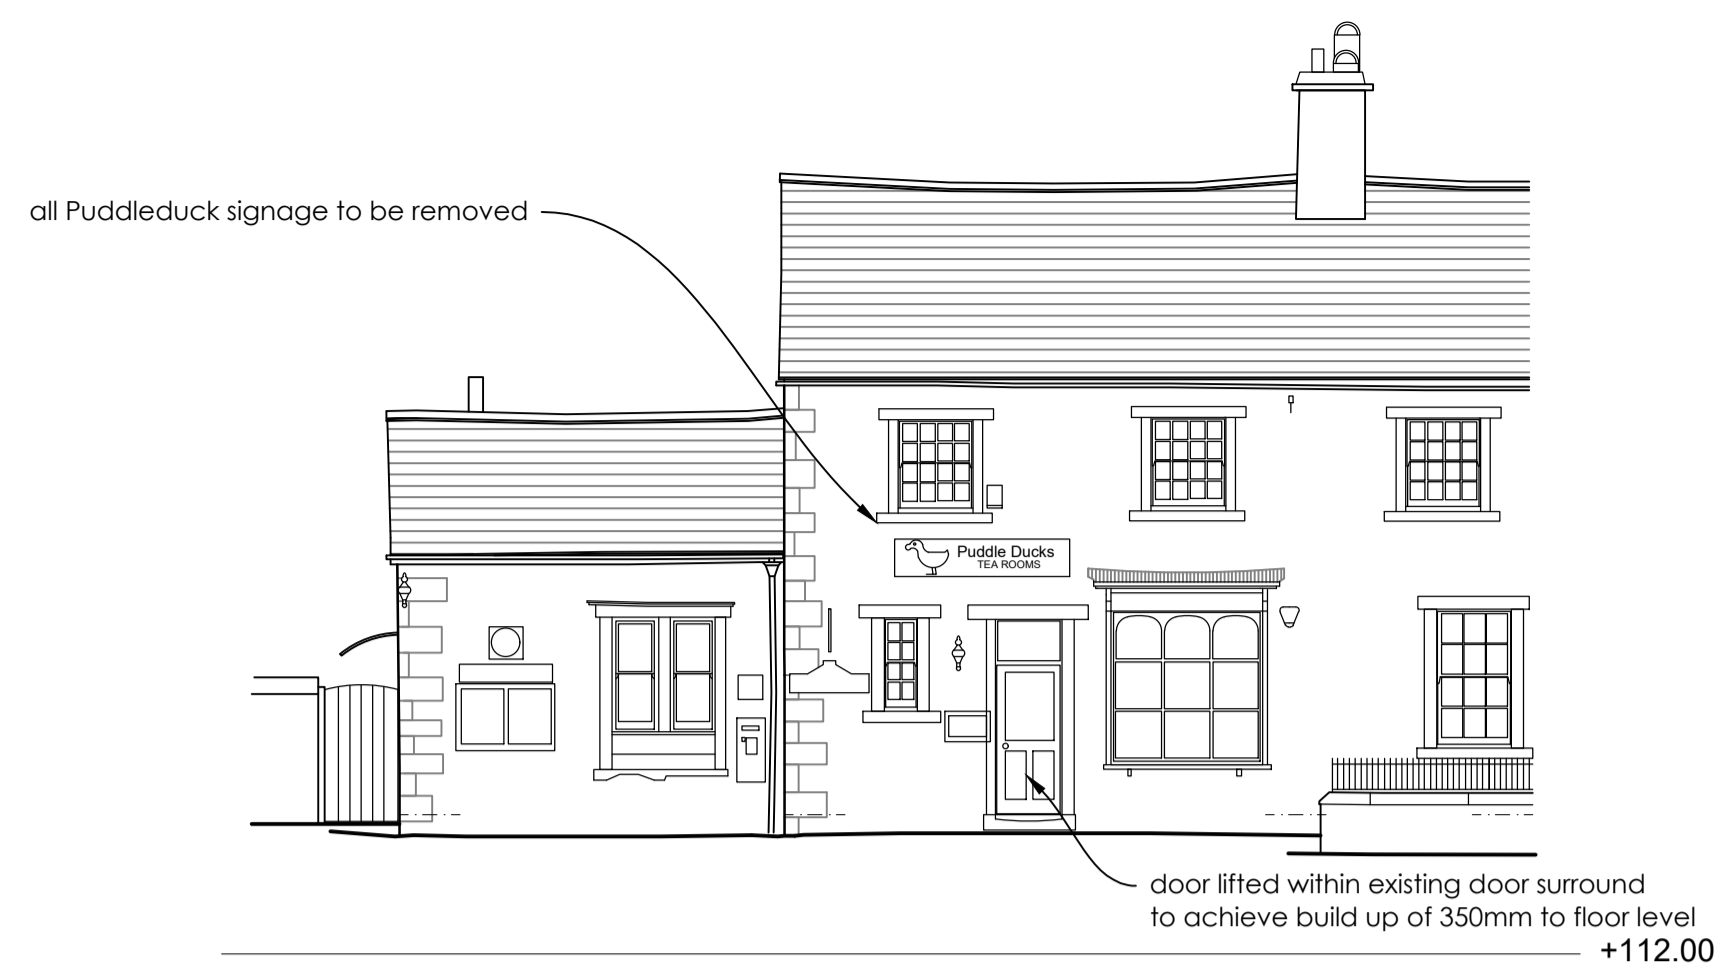 all Puddleduck signage to be removed
Puddle Ducks
TEA ROOMS
door lifted within existing door surround
to achieve build up of 350mm to floor level
+112.00